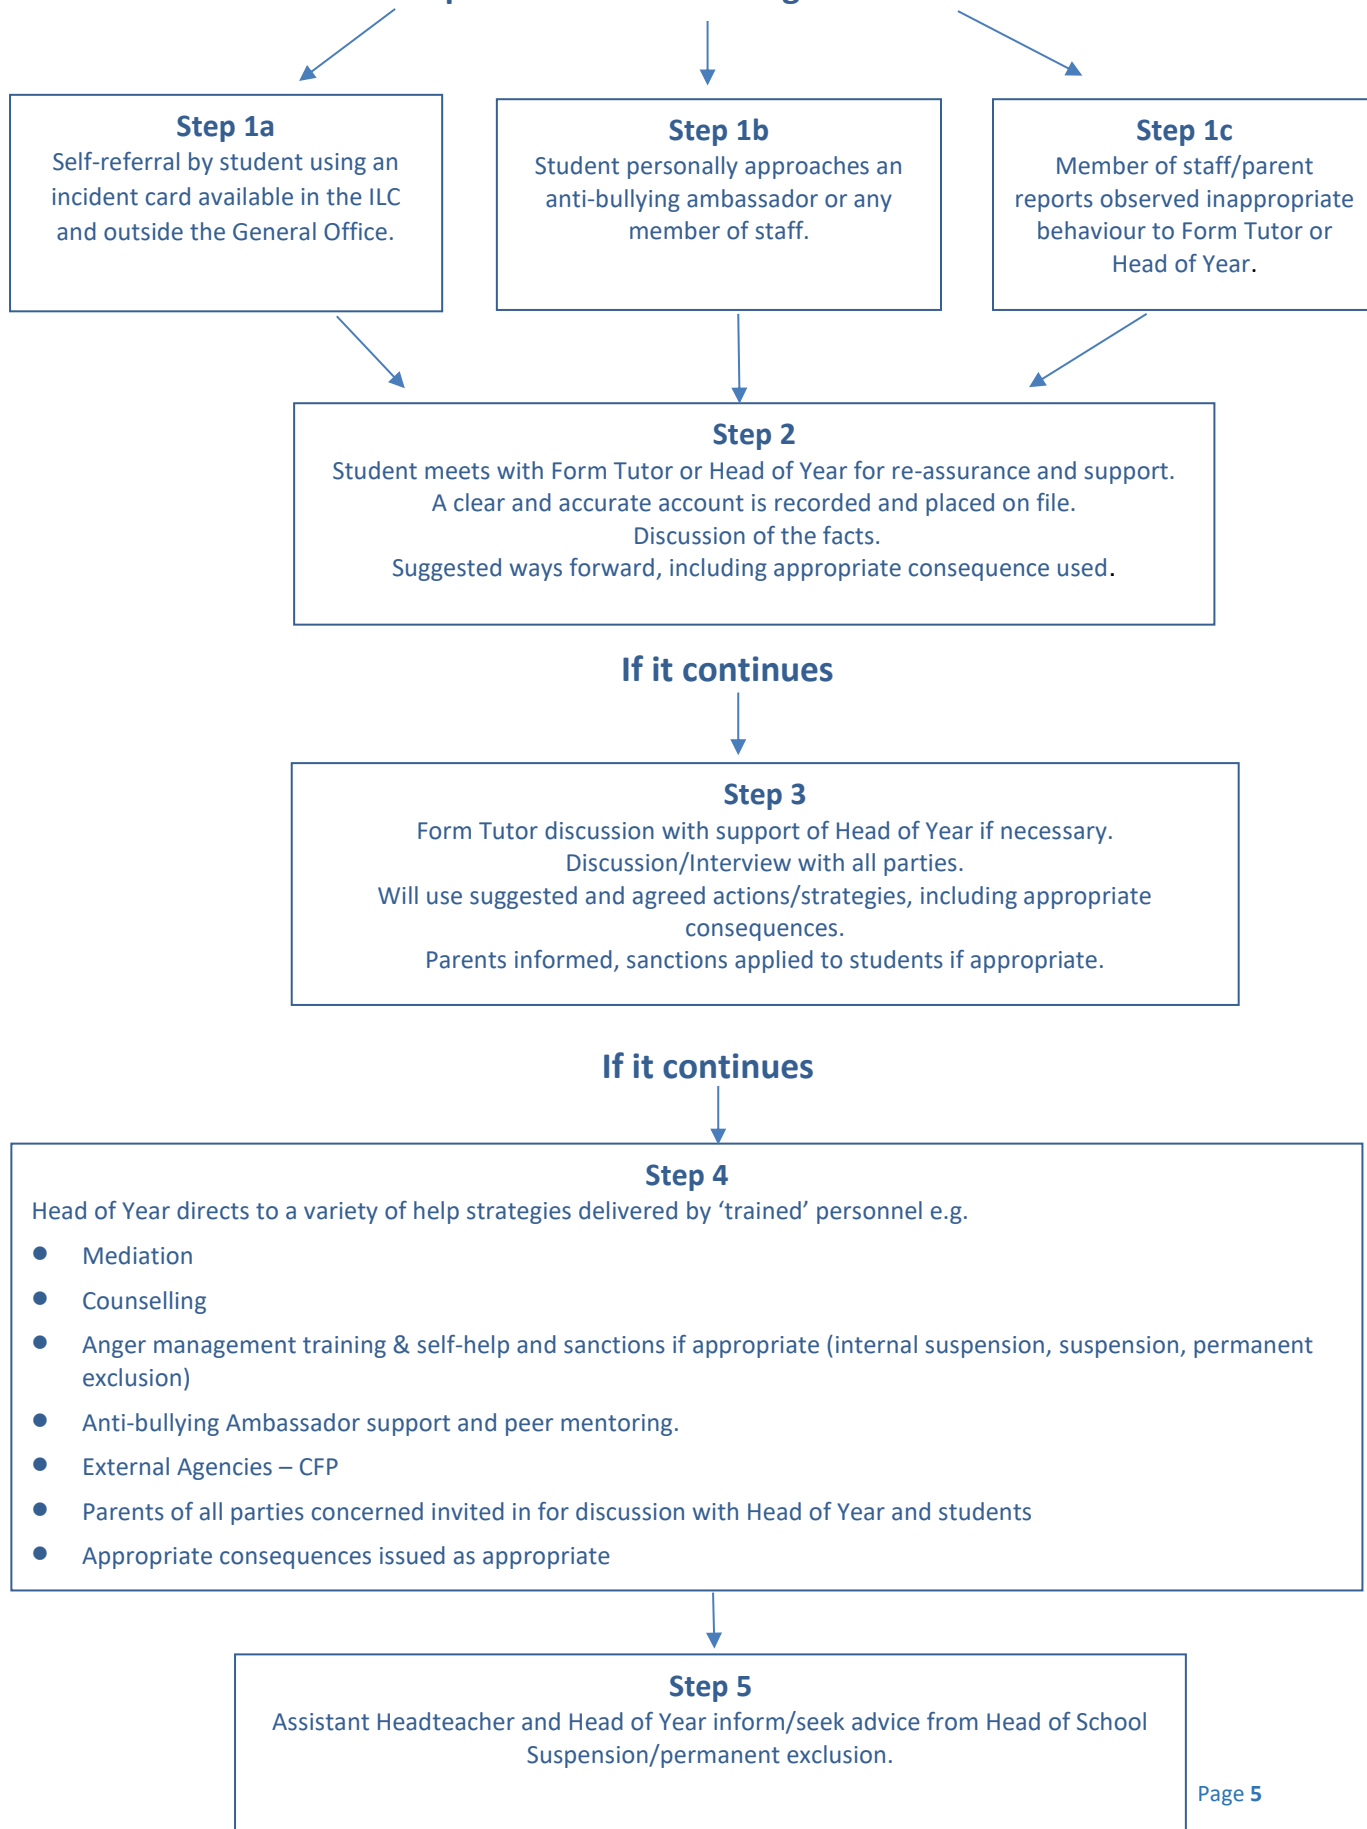 Step 1a
Self-referral by student using an
incident card available in the ILC
and outside the General Office.
Step 1b
Student personally approaches an
anti-bullying ambassador or any
member of staff.
Step 1c
Member of staff/parent
reports observed inappropriate
behaviour to Form Tutor or
Head of Year.
Step 2
Student meets with Form Tutor or Head of Year for re-assurance and support.
A clear and accurate account is recorded and placed on file.
Discussion of the facts.
Suggested ways forward, including appropriate consequence used.
If it continues
Step 3
Form Tutor discussion with support of Head of Year if necessary.
Discussion/Interview with all parties.
Will use suggested and agreed actions/strategies, including appropriate
consequences.
Parents informed, sanctions applied to students if appropriate.
If it continues
Step 4
Head of Year directs to a variety of help strategies delivered by ‘trained’ personnel e.g.
● Mediation
● Counselling
● Anger management training & self-help and sanctions if appropriate (internal suspension, suspension, permanent
exclusion)
● Anti-bullying Ambassador support and peer mentoring.
● External Agencies – CFP
● Parents of all parties concerned invited in for discussion with Head of Year and students
● Appropriate consequences issued as appropriate
Step 5
Assistant Headteacher and Head of Year inform/seek advice from Head of School
Suspension/permanent exclusion.
Page 5